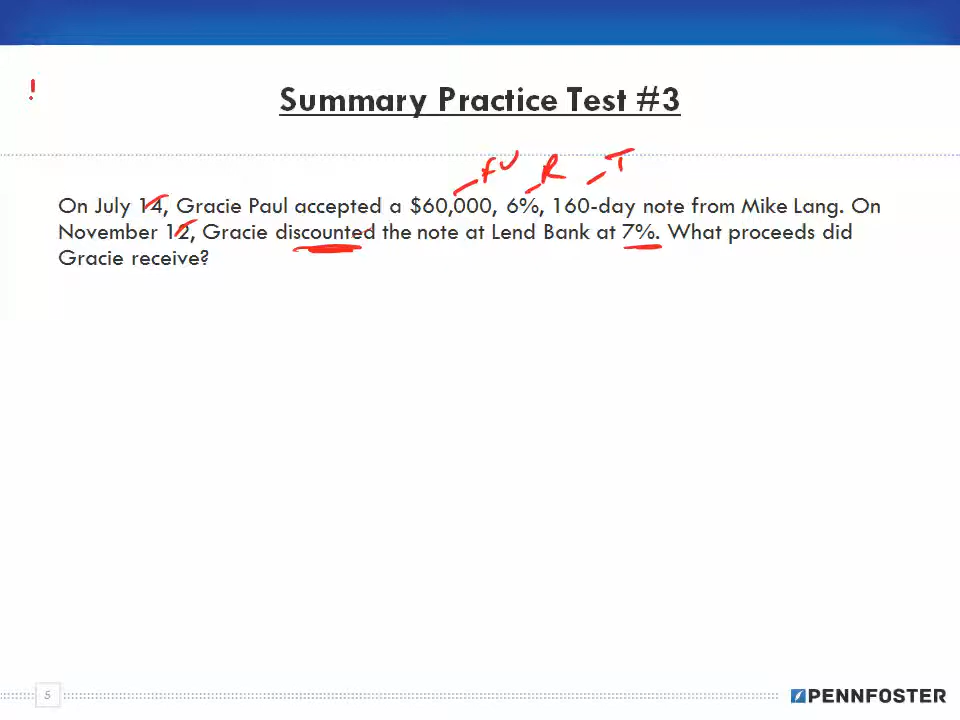 !
Summary Practice Test #3
FV R T
On July 14, Gracie Paul accepted a $60,000, 6%, 160-day note from Mike Lang. On
November 12, Gracie discounted the note at Lend Bank at 7%. What proceeds did
Gracie receive?
5
PENNFOSTER